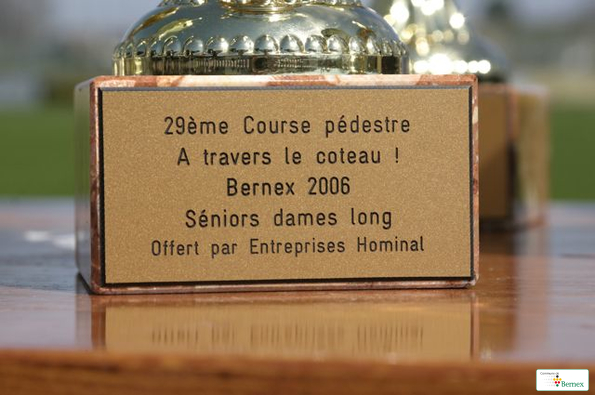 29ème Course pédestre
A travers le coteau !
Bernex 2006
Séniors dames long
Offert par Entreprises Hominal
Bernex